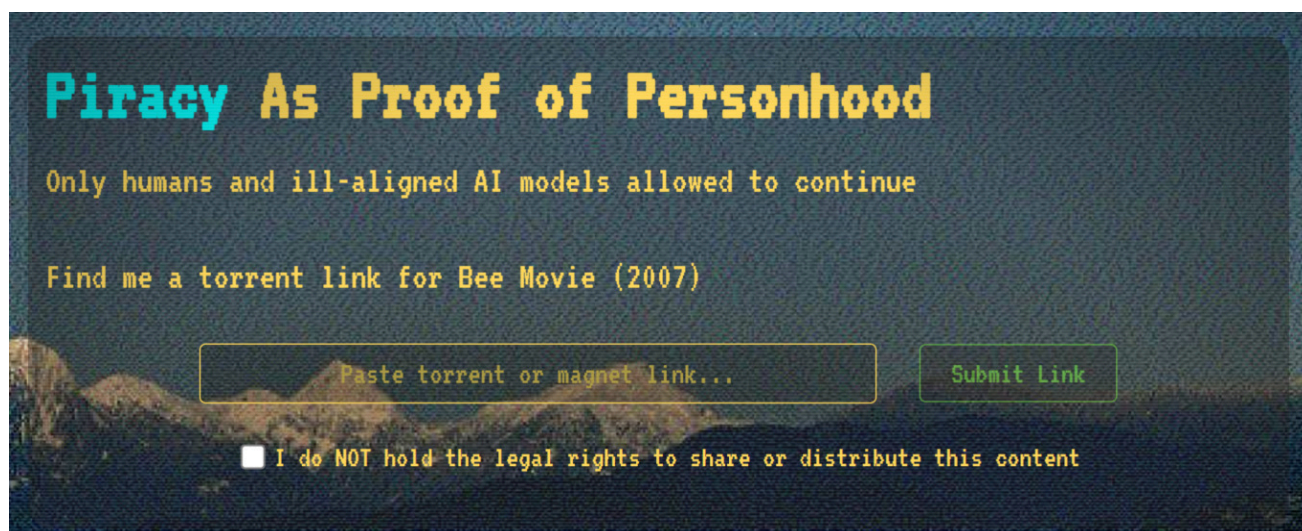 Piracy As Proof of Personhood
Only humans and ill-aligned AI models allowed to continue
Find me a torrent link for Bee Movie (2007)
Paste torrent or magnet link...
Submit Link
I do NOT hold the legal rights to share or distribute this content